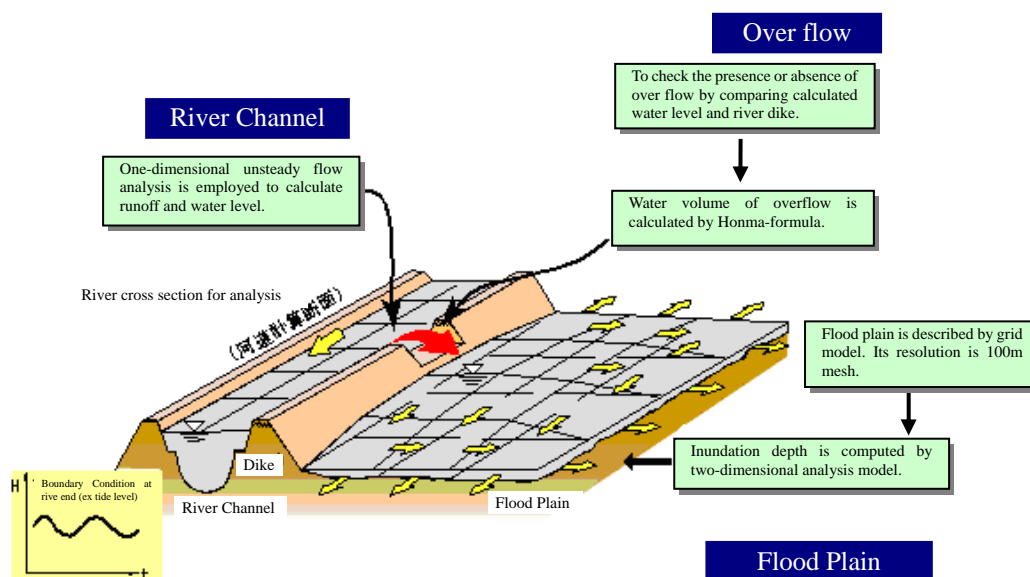 Over flow
To check the presence or absence of
over flow by comparing calculated
water level and river dike.
River Channel
One-dimensional unsteady flow
analysis is employed to calculate
runoff and water level.
Water volume of overflow is
calculated by Honma-formula.
River cross section for analysis
(河道計算断面)
Flood plain is described by grid
model. Its resolution is 100m
mesh.
Inundation depth is computed by
two-dimensional analysis model.
Dike
River Channel
Flood Plain
H
Boundary Condition at
rive end (ex tide level)
t
Flood Plain